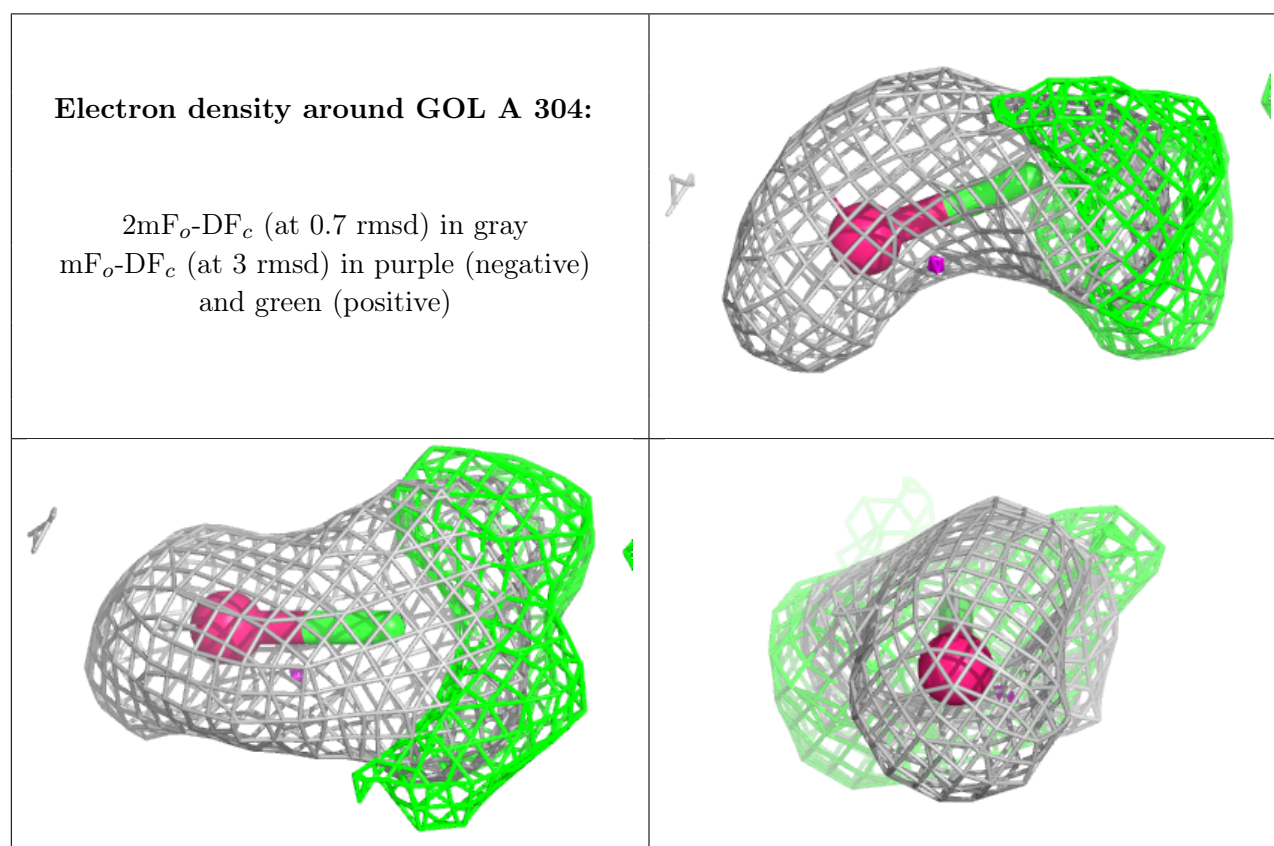 Electron density around GOL A 304:
2mFo-DFc (at 0.7 rmsd) in gray
mFo-DFc (at 3 rmsd) in purple (negative)
and green (positive)